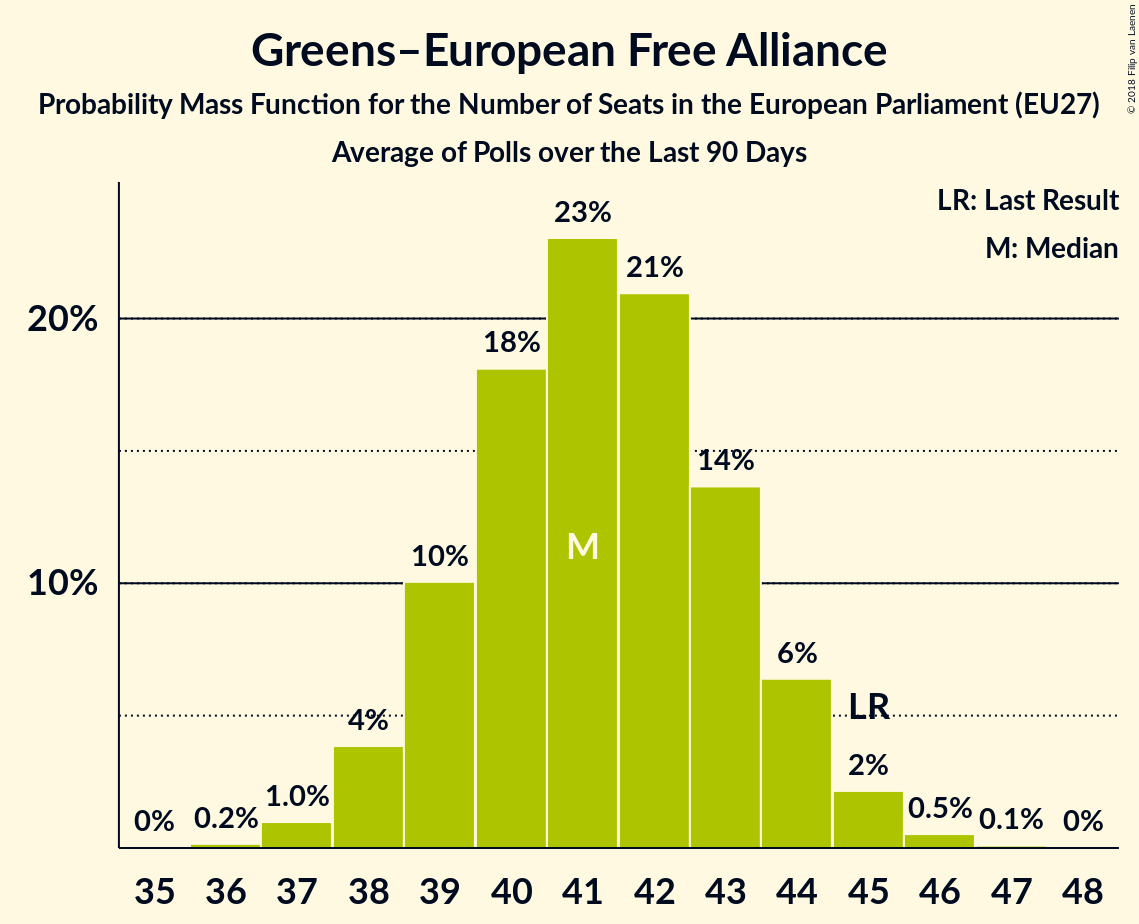 Greens–European Free Alliance
Probability Mass Function for the Number of Seats in the European Parliament (EU27)
Average of Polls over the Last 90 Days
© 2018 Filip van Laenen
LR: Last Result
M: Median
20%
10%
0%
0.2%
1.0%
4%
10%
18%
23%
21%
14%
6%
2%
0.5%
0.1%
0%
M
LR
35 36 37 38 39 40 41 42 43 44 45 46 47 48